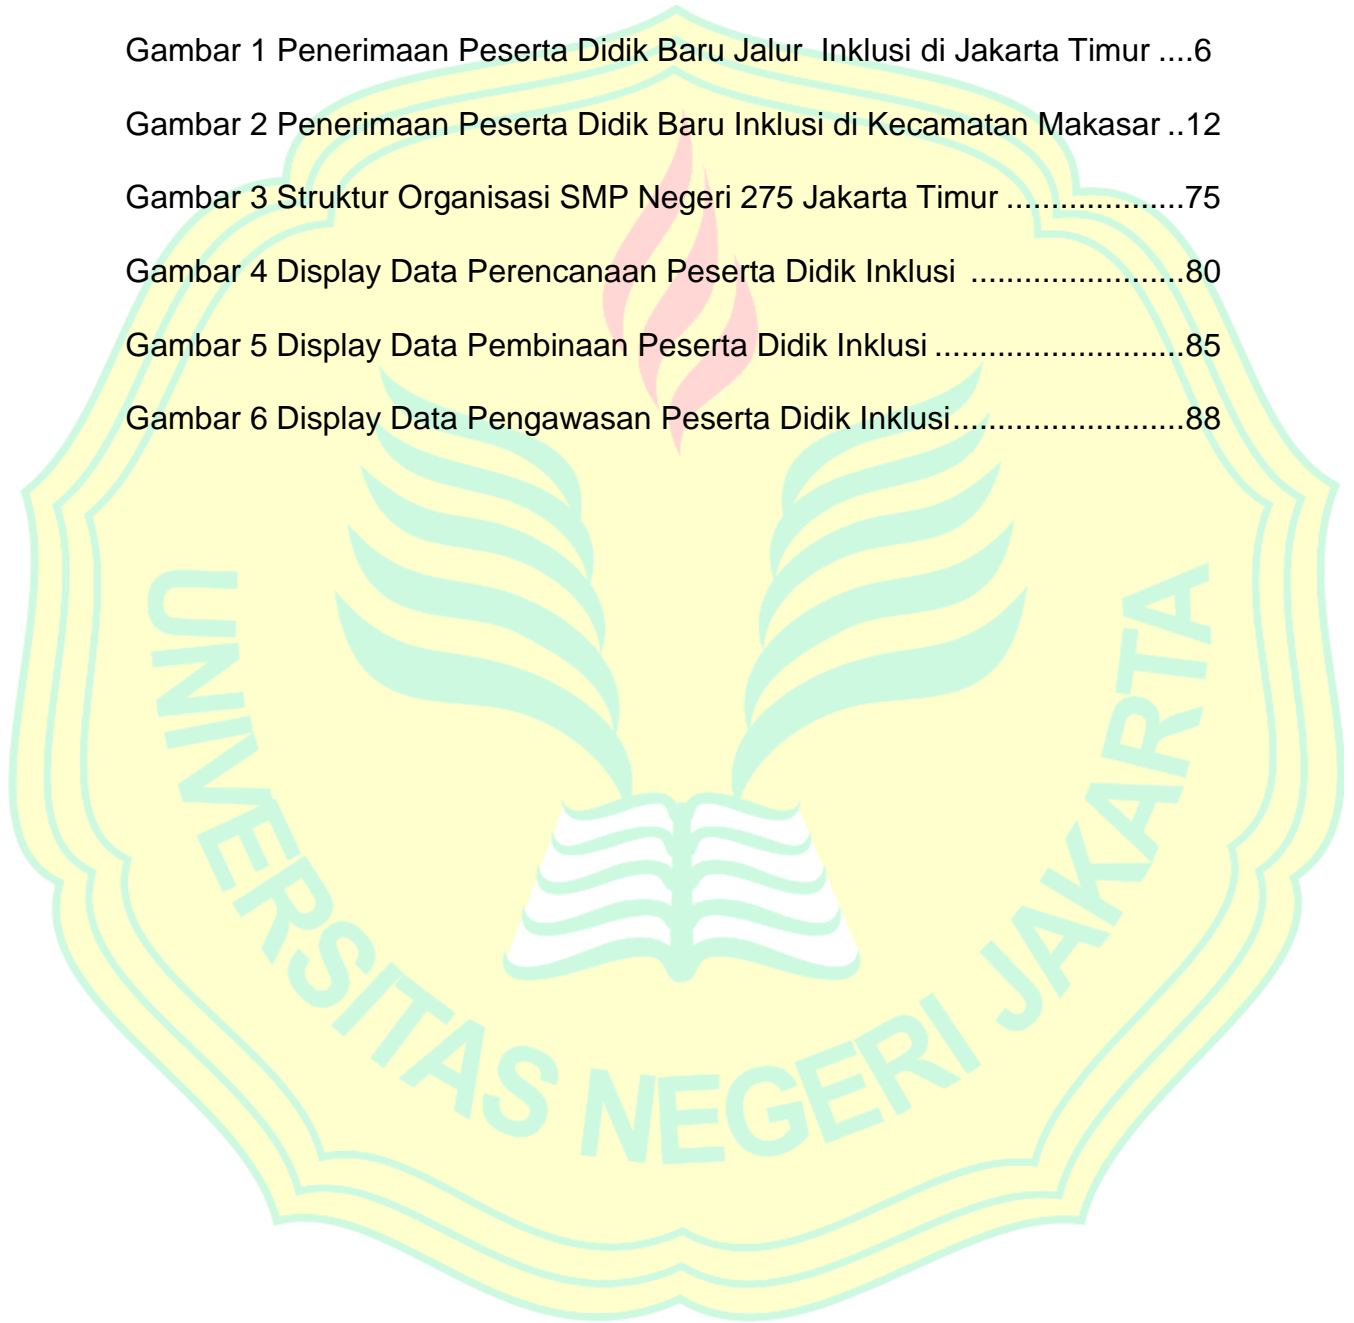 Gambar 1 Penerimaan Peserta Didik Baru Jalur  Inklusi di Jakarta Timur ....6
Gambar 2 Penerimaan Peserta Didik Baru Inklusi di Kecamatan Makasar ..12
Gambar 3 Struktur Organisasi SMP Negeri 275 Jakarta Timur ....................75
Gambar 4 Display Data Perencanaan Peserta Didik Inklusi  ........................80
Gambar 5 Display Data Pembinaan Peserta Didik Inklusi ............................85
Gambar 6 Display Data Pengawasan Peserta Didik Inklusi..........................88
UNIVERSITAS NEGERI JAKARTA